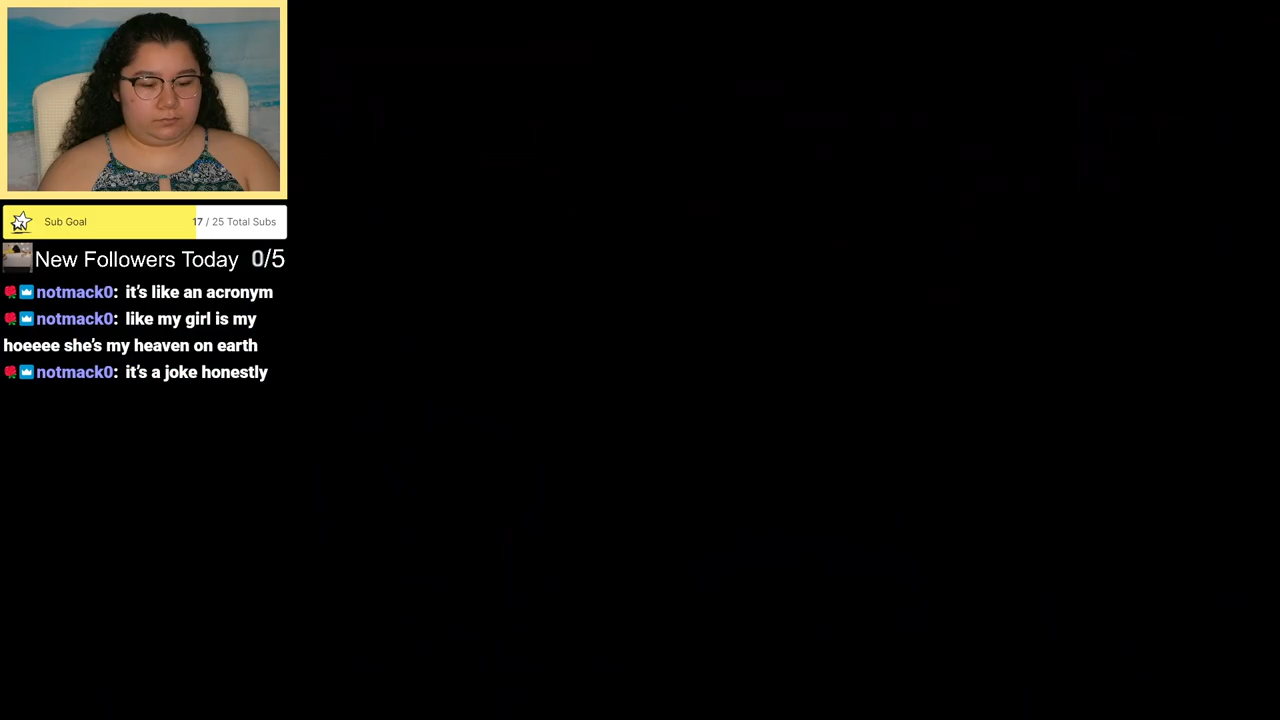 Sub Goal 17 / 25 Total Subs
New Followers Today 0/5
notmack0: it’s like an acronym
notmack0: like my girl is my
hoeeee she’s my heaven on earth
notmack0: it’s a joke honestly